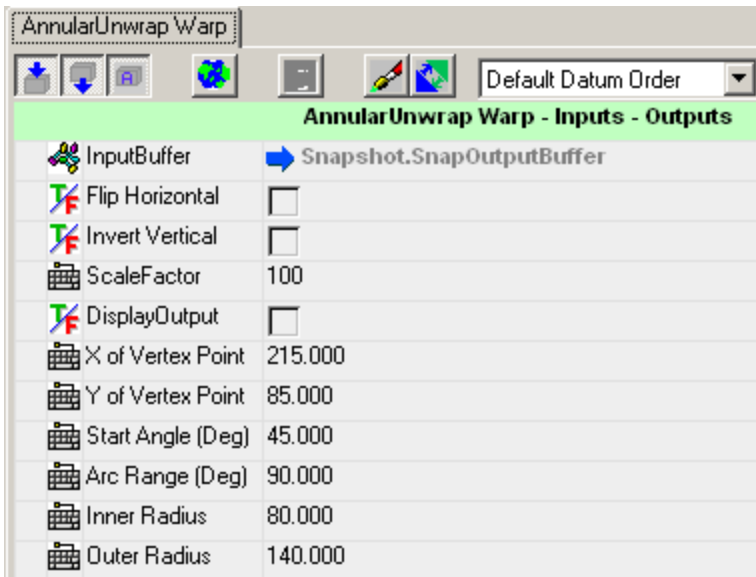 AnnularUnwrap Warp
A
Default Datum Order
AnnularUnwrap Warp - Inputs - Outputs
InputBuffer Snapshot.SnapOutputBuffer
T/F Flip Horizontal
T/F Invert Vertical
ScaleFactor 100
T/F DisplayOutput
X of Vertex Point 215.000
Y of Vertex Point 85.000
Start Angle (Deg) 45.000
Arc Range (Deg) 90.000
Inner Radius 80.000
Outer Radius 140.000